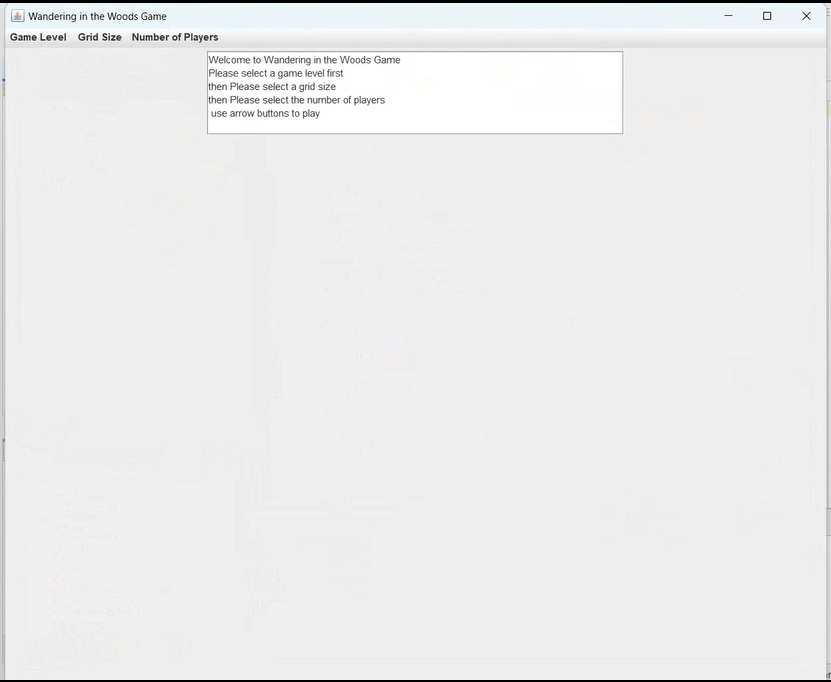 Wandering in the Woods Game
Game Level Grid Size Number of Players
Welcome to Wandering in the Woods Game
Please select a game level first
then Please select a grid size
then Please select the number of players
use arrow buttons to play